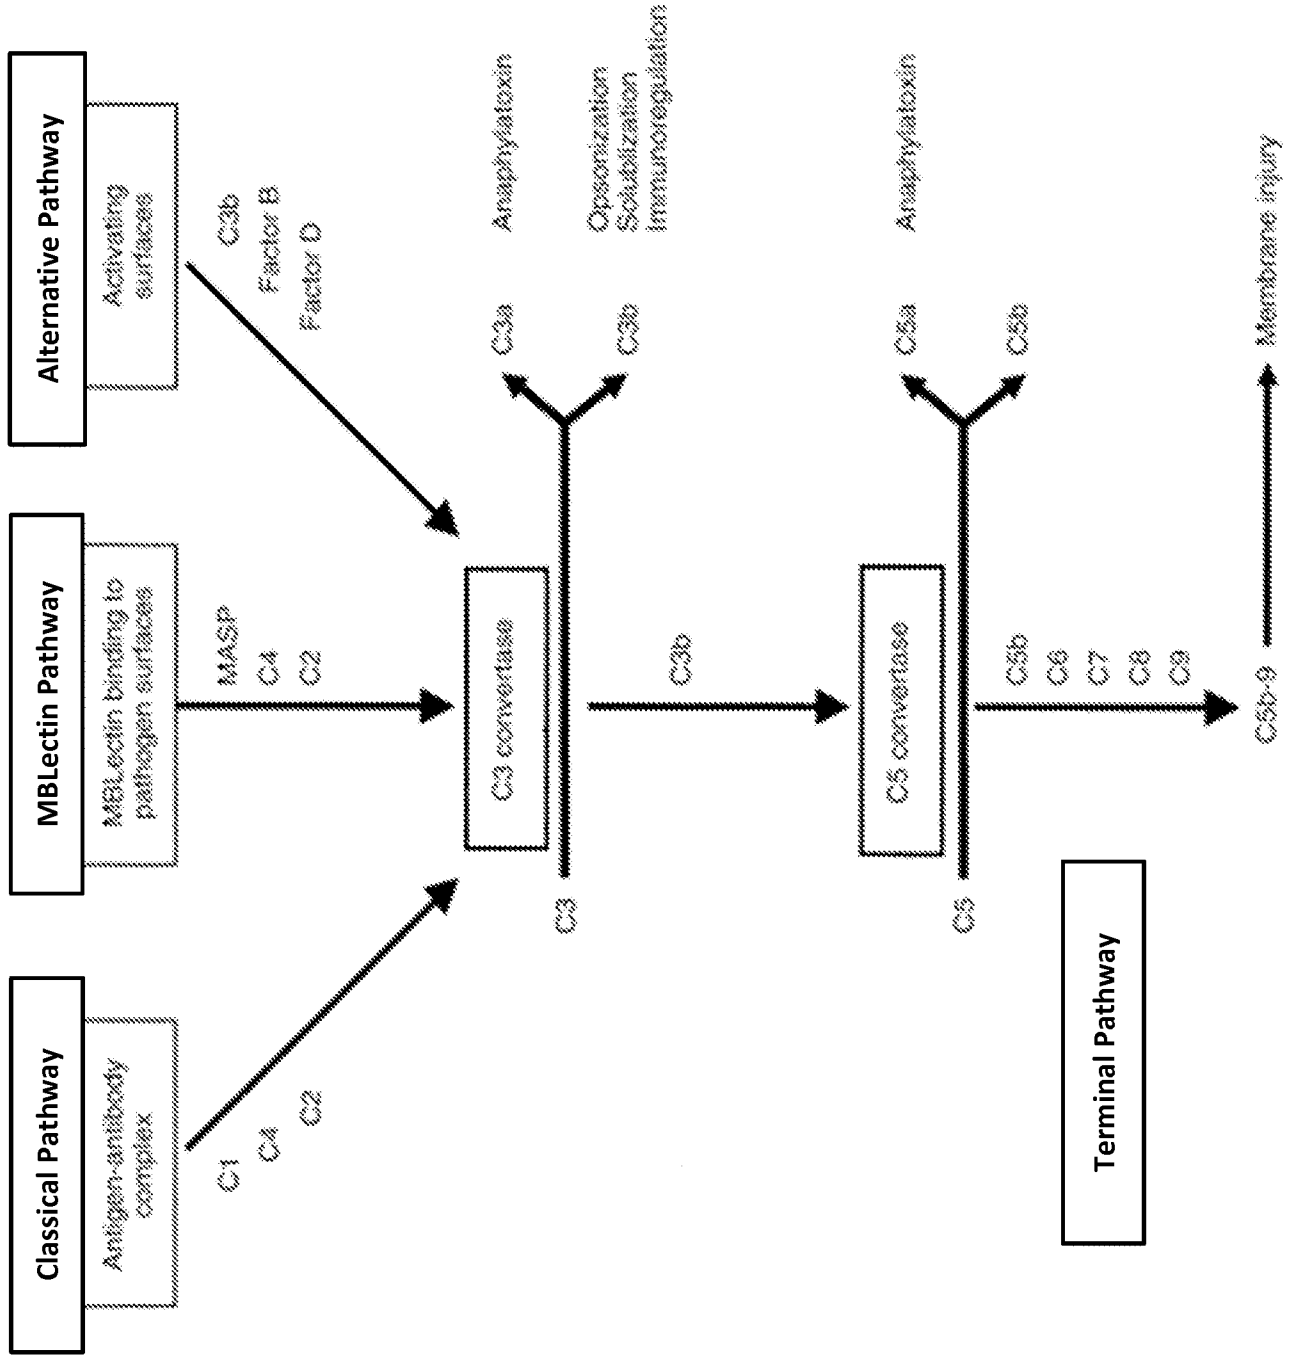 Classical Pathway
Antigen-antibody
complex
MBLectin Pathway
MBLectin binding to
pathogen surfaces
Alternative Pathway
Activating
surfaces
C1
C4
C2
MASP
C4
C2
C3b
Factor B
Factor D
C3 convertase
C3
C3a
Anaphylatoxin
C3b
Opsonization
Solublization
Immunoregulation
C3b
C5 convertase
C5
C5a
Anaphylatoxin
C5b
C5b
C6
C7
C8
C9
Terminal Pathway
C5b-9
Membrane injury